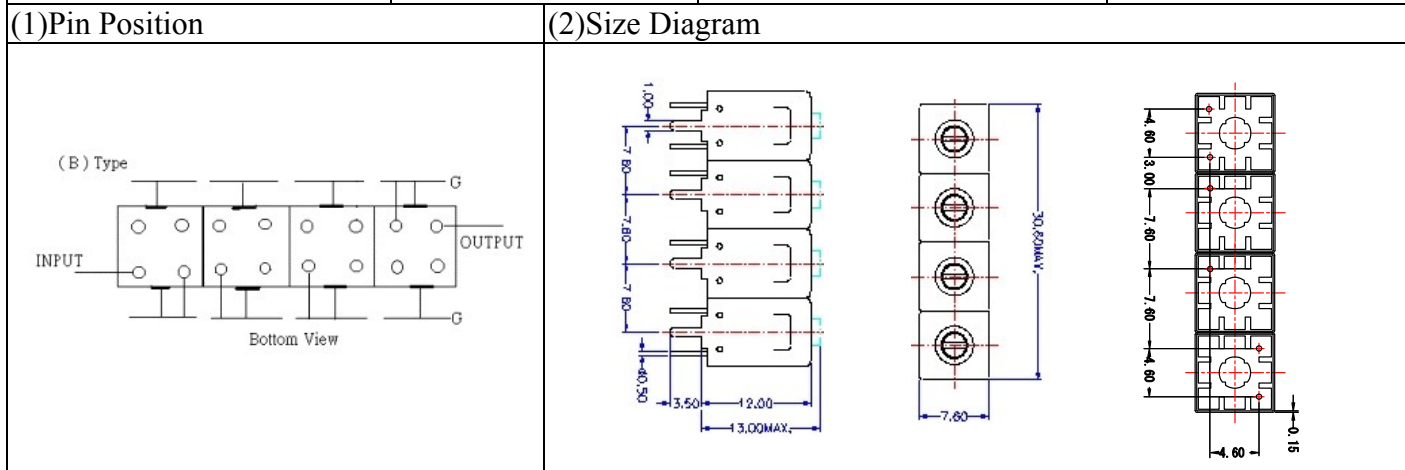 (1)Pin Position
(2)Size Diagram
(B) Type
G
INPUT
OUTPUT
G
Bottom View
1.00
7.60
7.60
7.60
Φ0.50
3.50
12.00
13.00MAX.
30.60MAX.
7.60
4.60
3.00
7.60
7.60
4.60
0.15
4.60